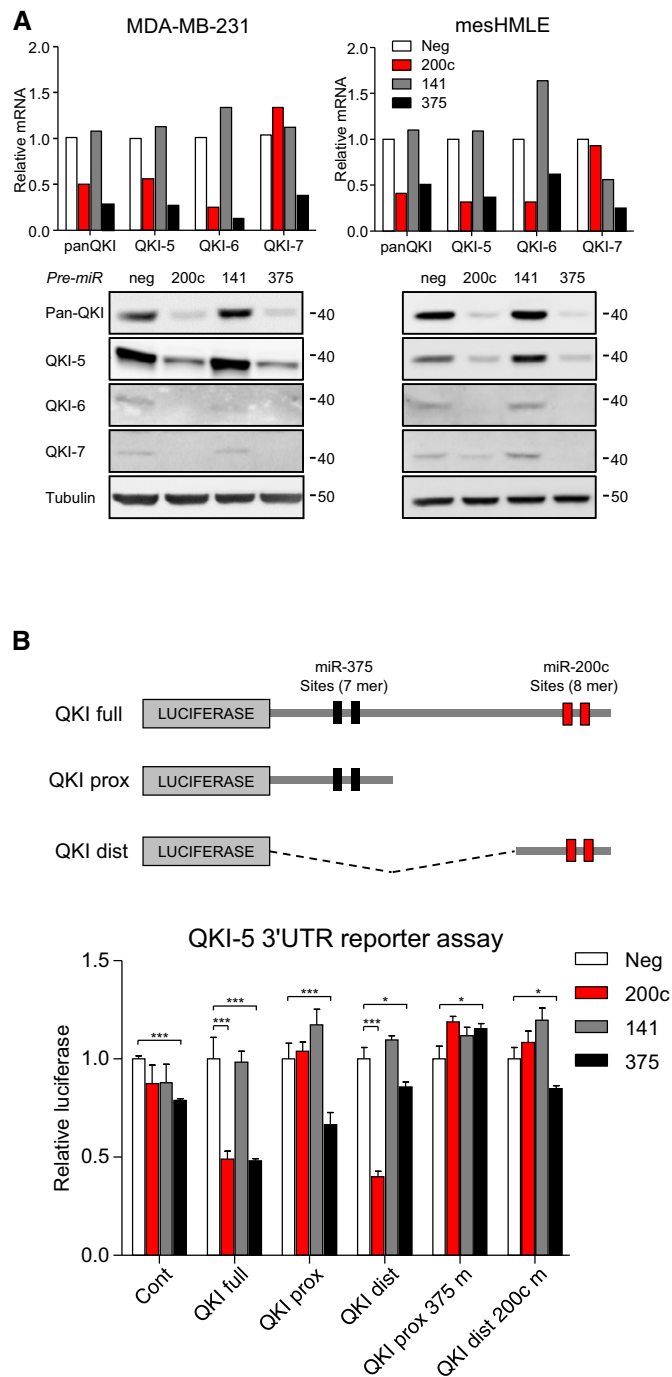 A
MDA-MB-231
mesHMLE
Relative mRNA
2.0
1.5
1.0
0.5
0.0
panQKI QKI-5 QKI-6 QKI-7
Relative mRNA
2.0
1.5
1.0
0.5
0.0
Neg
200c
141
375
panQKI QKI-5 QKI-6 QKI-7
Pre-miR neg 200c 141 375
neg 200c 141 375
Pan-QKI -40 -40
QKI-5 -40 -40
QKI-6 -40 -40
QKI-7 -40 -40
Tubulin -50 -50
B
miR-375
Sites (7 mer)
miR-200c
Sites (8 mer)
QKI full LUCIFERASE
QKI prox LUCIFERASE
QKI dist LUCIFERASE
QKI-5 3'UTR reporter assay
Relative luciferase
1.5
1.0
0.5
0.0
*** *** *** *** * *** * *
Neg
200c
141
375
Cont
QKI full
QKI prox
QKI dist
QKI prox 375 m
QKI dist 200c m